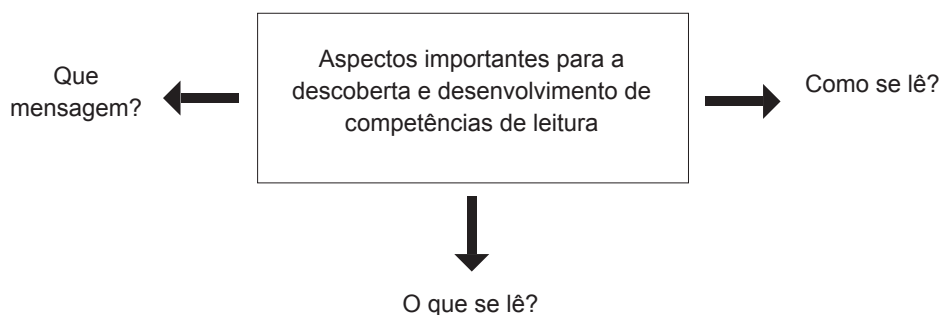 Aspectos importantes para a
descoberta e desenvolvimento de
competências de leitura
Que
mensagem?
Como se lê?
O que se lê?